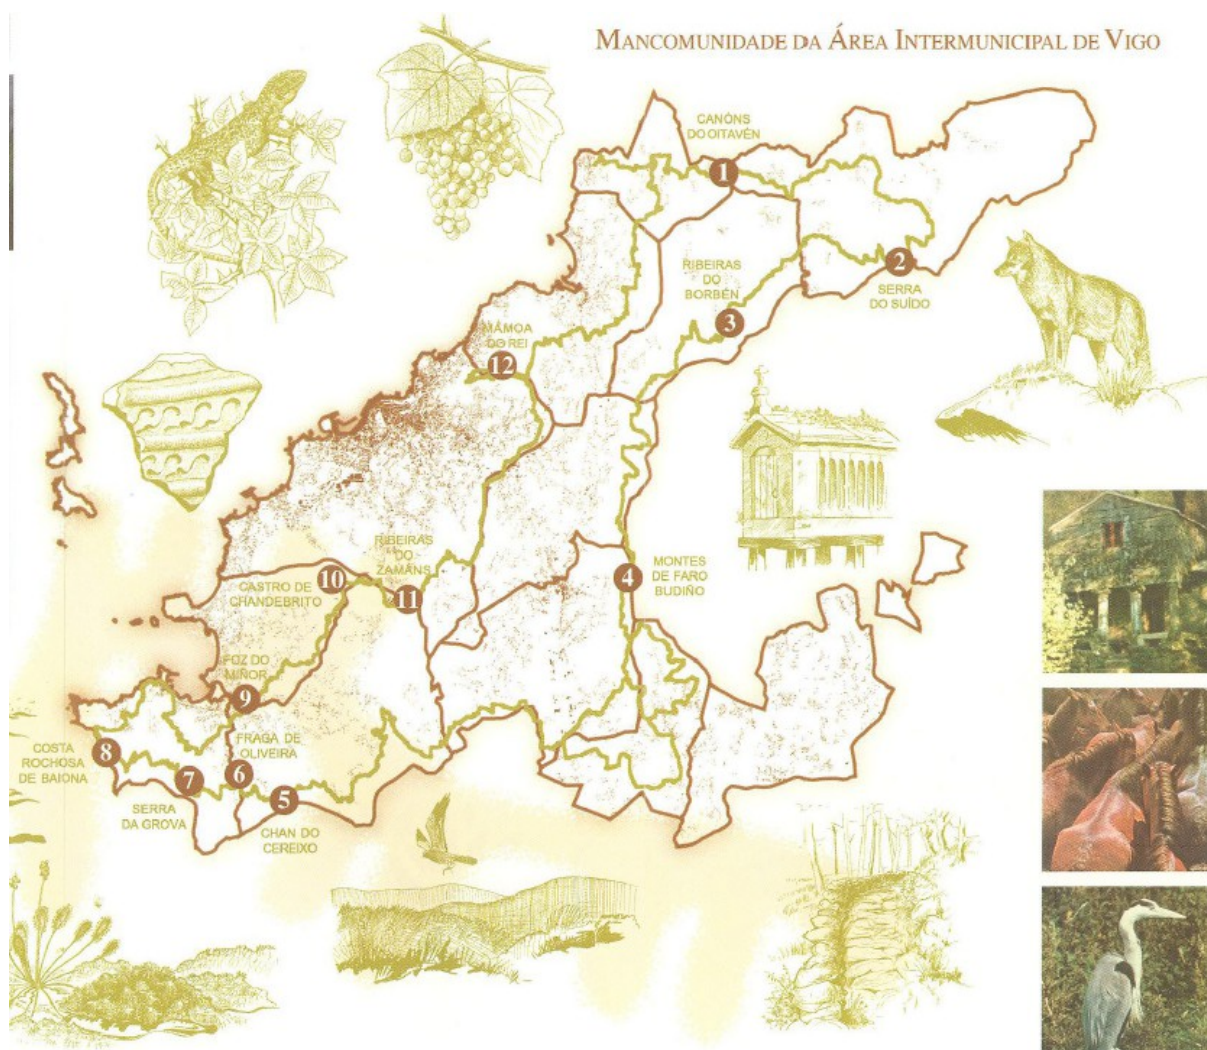 MANCOMUNIDADE DA ÁREA INTERMUNICIPAL DE VIGO
CANÓNS
DO OITAVÉN
1
2
SERRA
DO SUÍDO
RIBEIRAS
DO
BORBÉN
3
MÁMOA
DO REI
12
RIBEIRAS
DO
ZAMÁNS
11
CASTRO DE
CHANDEBRITO
10
4
MONTES
DE FARO
BUDIÑO
FOZ DO
MIÑOR
9
FRAGA DE
OLIVEIRA
6
COSTA
ROCHOSA
DE BAIONA
8
7
SERRA
DA GROVA
5
CHAN DO
CEREIXO